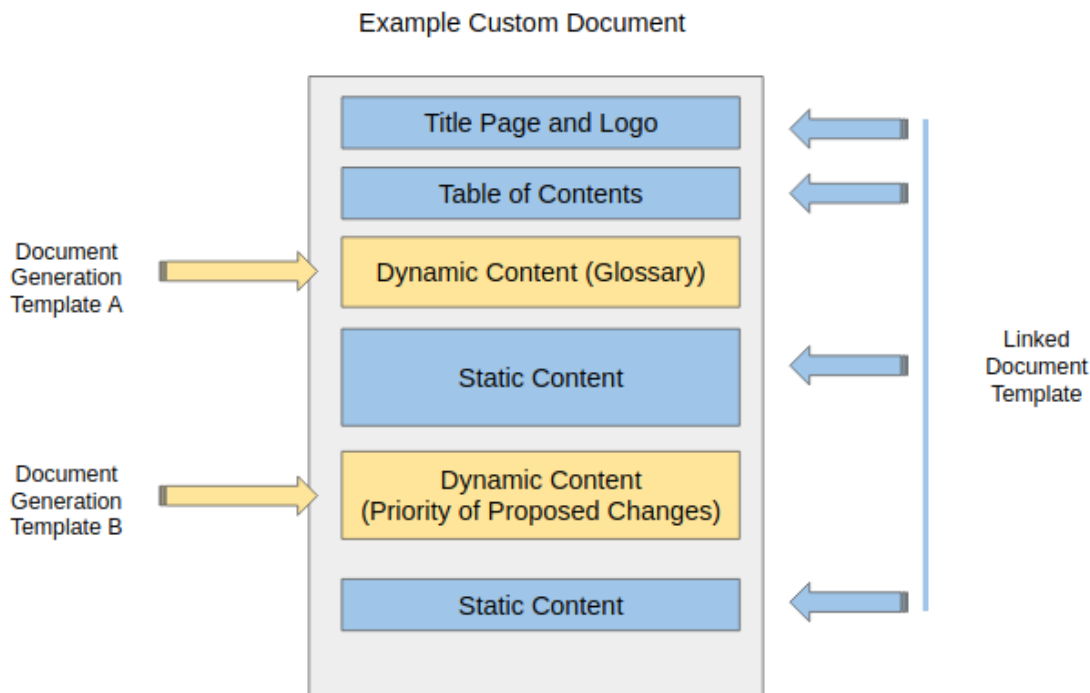 Example Custom Document
Title Page and Logo
Table of Contents
Document
Generation
Template A
Dynamic Content (Glossary)
Static Content
Linked
Document
Template
Document
Generation
Template B
Dynamic Content
(Priority of Proposed Changes)
Static Content